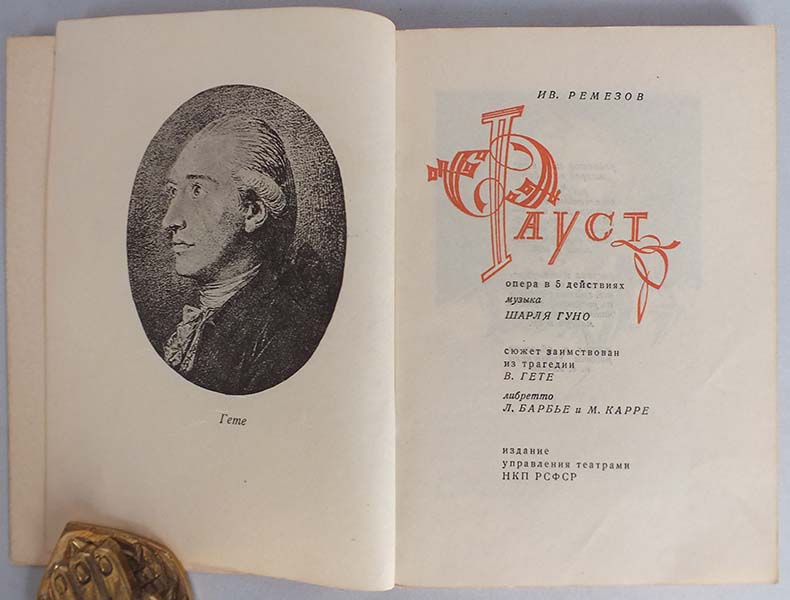 Гете
ИВ. РЕМЕЗОВ
ФАУСТ
опера в 5 действиях
музыка
ШАРЛЯ ГУНО
сюжет заимствован
из трагедии
В. ГЕТЕ
либретто
Л. БАРБЬЕ и М. КАРРЕ
издание
управления театрами
НКП РСФСР